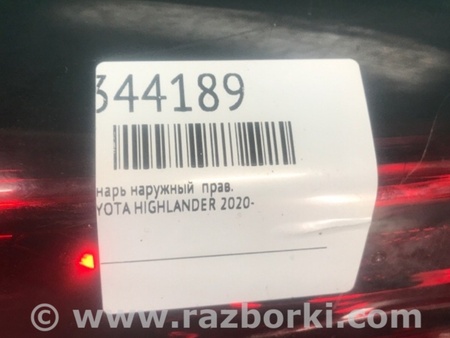 344189
нарь наружный прав.
YOTA HIGHLANDER 2020-
© www.razborki.com